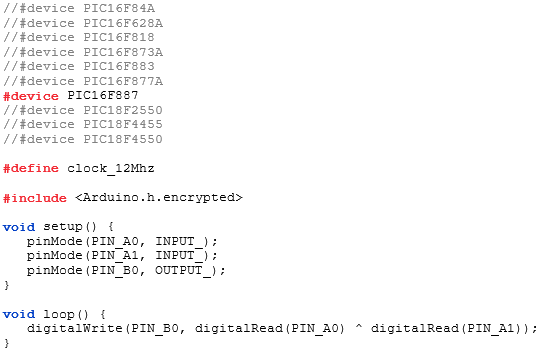 //#device PIC16F84A
//#device PIC16F628A
//#device PIC16F818
//#device PIC16F873A
//#device PIC16F883
//#device PIC16F877A
#device PIC16F887
//#device PIC18F2550
//#device PIC18F4455
//#device PIC18F4550

#define clock_12Mhz

#include <Arduino.h.encrypted>

void setup() {
   pinMode(PIN_A0, INPUT_);
   pinMode(PIN_A1, INPUT_);
   pinMode(PIN_B0, OUTPUT_);
}

void loop() {
   digitalWrite(PIN_B0, digitalRead(PIN_A0) ^ digitalRead(PIN_A1));
}